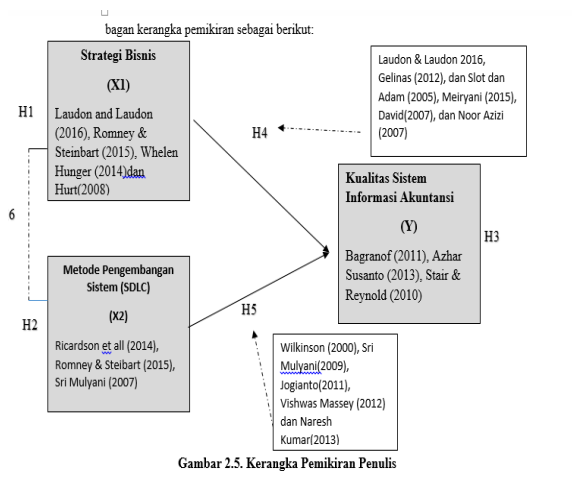 bagan kerangka pemikiran sebagai berikut:
Strategi Bisnis
(X1)
Laudon and Laudon
(2016), Romney &
Steinbart (2015), Whelen
Hunger (2014)dan
Hurt(2008)
H1
6
Metode Pengembangan
Sistem (SDLC)
(X2)
Ricardson et all (2014),
Romney & Steibart (2015),
Sri Mulyani (2007)
H2
H4
Laudon & Laudon 2016,
Gelinas (2012), dan Slot dan
Adam (2005), Meiryani (2015),
David(2007), dan Noor Azizi
(2007)
Kualitas Sistem
Informasi Akuntansi
(Y)
Bagranof (2011), Azhar
Susanto (2013), Stair &
Reynold (2010)
H3
H5
Wilkinson (2000), Sri
Mulyani(2009),
Jogianto(2011),
Vishwas Massey (2012)
dan Naresh
Kumar(2013)
Gambar 2.5. Kerangka Pemikiran Penulis